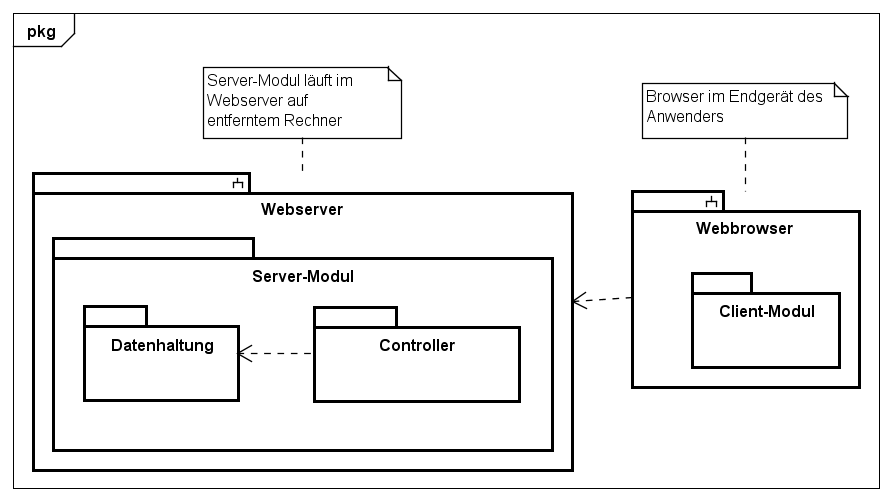 pkg
Server-Modul läuft im
Webserver auf
entferntem Rechner
Browser im Endgerät des
Anwenders
Webserver
Webbrowser
Server-Modul
Client-Modul
Datenhaltung
Controller